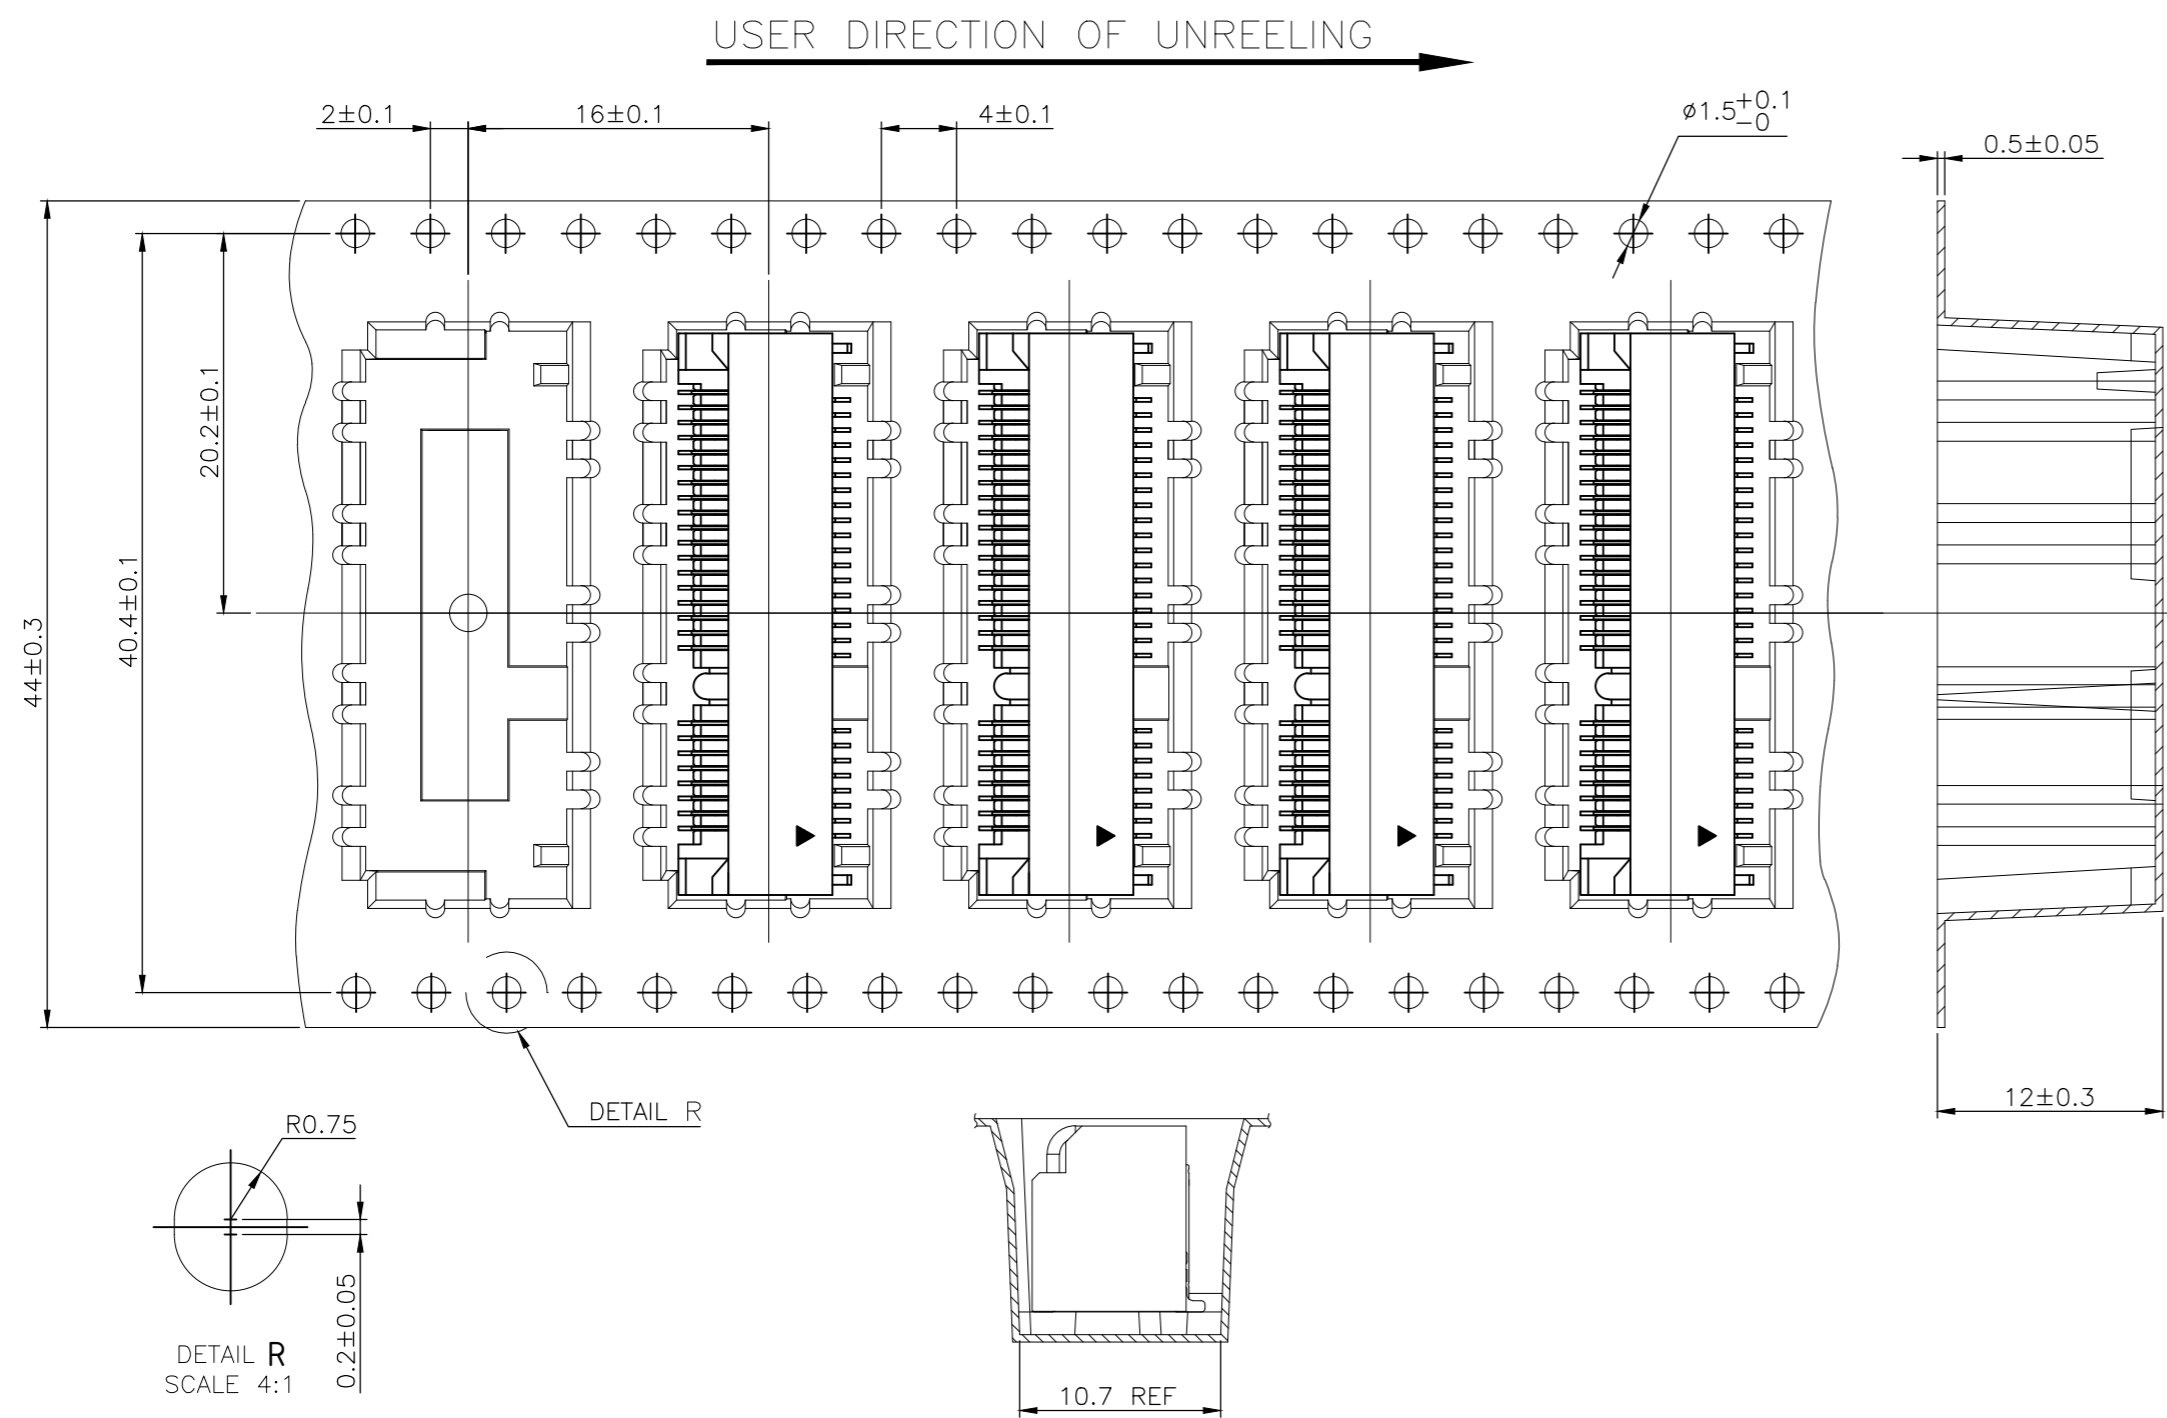 USER DIRECTION OF UNREELING
2±0.1
16±0.1
4±0.1
ø1.5+0.1
-0
0.5±0.05
20.2±0.1
40.4±0.1
44±0.3
12±0.3
DETAIL R
R0.75
0.2±0.05
DETAIL R
SCALE 4:1
10.7 REF